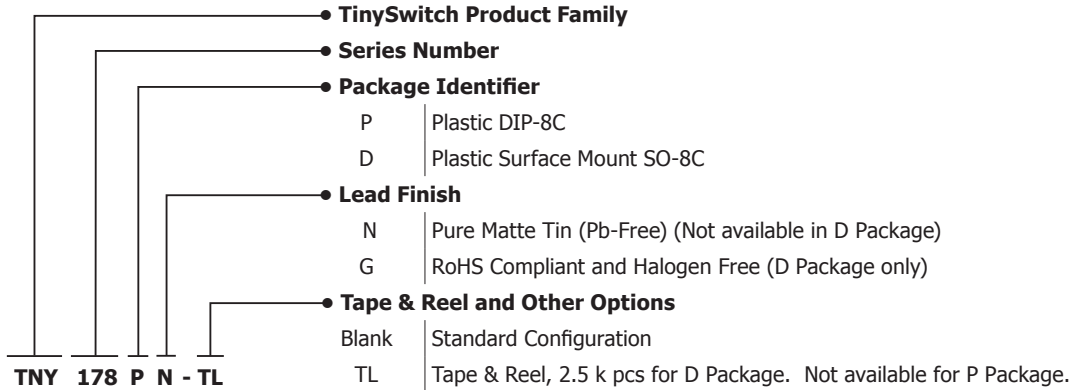 TinySwitch Product Family
Series Number
Package Identifier
P Plastic DIP-8C
D Plastic Surface Mount SO-8C
Lead Finish
N Pure Matte Tin (Pb-Free) (Not available in D Package)
G RoHS Compliant and Halogen Free (D Package only)
Tape & Reel and Other Options
Blank Standard Configuration
TL Tape & Reel, 2.5 k pcs for D Package. Not available for P Package.
TNY 178 P N - TL